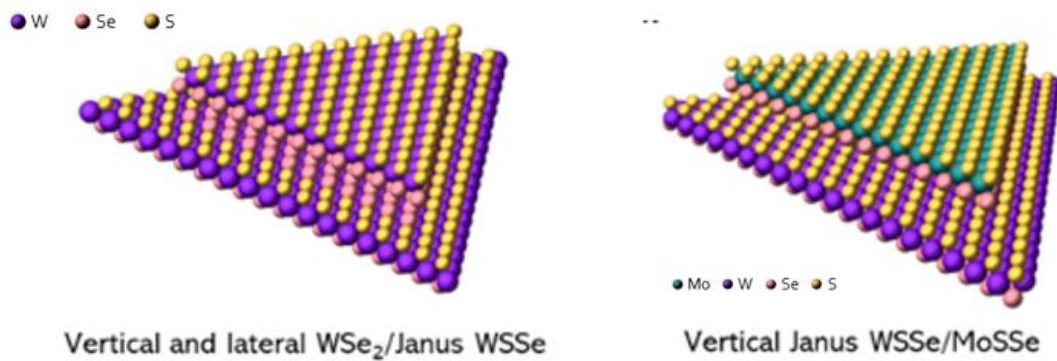 W Se S
--
Mo W Se S
Vertical and lateral WSe₂/Janus WSSe
Vertical Janus WSSe/MoSSe